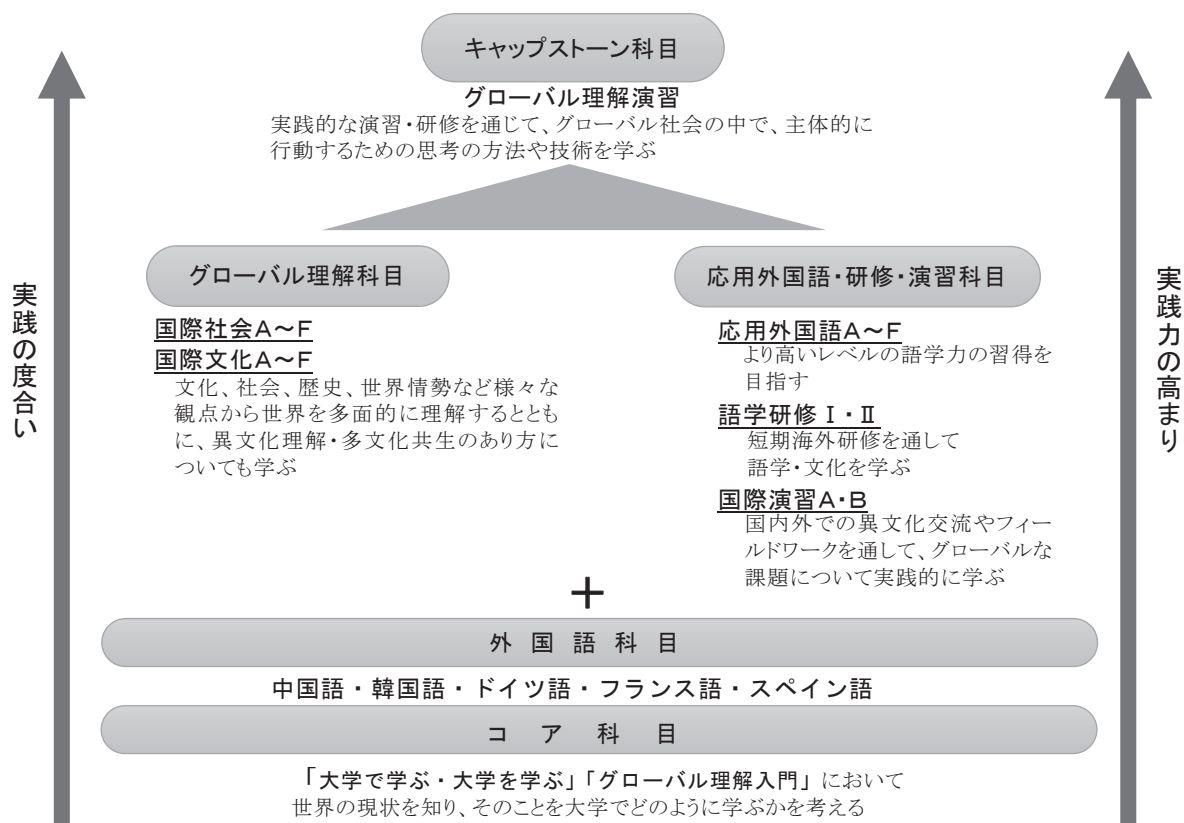 キャップストーン科目
グローバル理解演習
実践的な演習・研修を通じて、グローバル社会の中で、主体的に
行動するための思考の方法や技術を学ぶ
実践の度合い
グローバル理解科目
国際社会A～F
国際文化A～F
文化、社会、歴史、世界情勢など様々な
観点から世界を多面的に理解するととも
に、異文化理解・多文化共生のあり方に
ついても学ぶ
応用外国語・研修・演習科目
応用外国語A～F
より高いレベルの語学力の習得を
目指す
語学研修 Ⅰ・Ⅱ
短期海外研修を通して
語学・文化を学ぶ
国際演習A・B
国内外での異文化交流やフィー
ルドワークを通して、グローバルな
課題について実践的に学ぶ
実践力の高まり
＋
外国語科目
中国語・韓国語・ドイツ語・フランス語・スペイン語
コア科目
「大学で学ぶ・大学を学ぶ」「グローバル理解入門」において
世界の現状を知り、そのことを大学でどのように学ぶかを考える